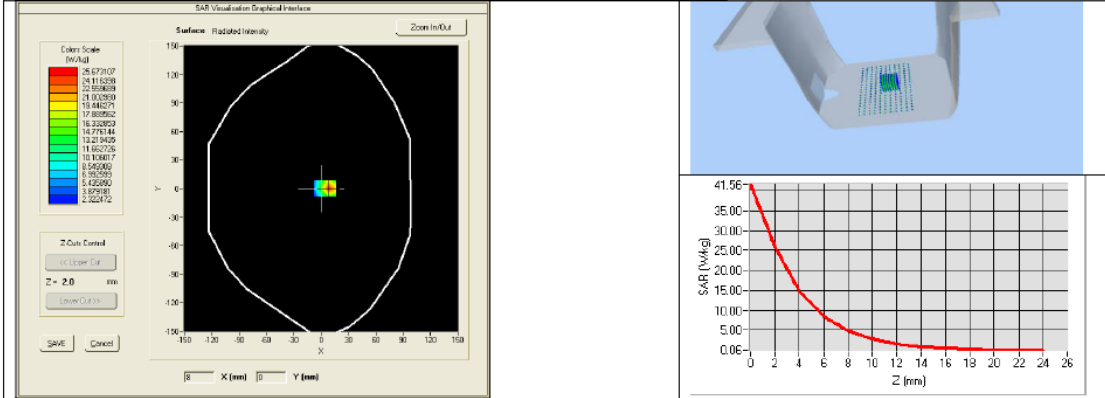 SAR Visualisation Graphical Interface
Surface Radiated Intensity
Zoom In/Out
Colors Scale
(W/kg)
25.673107
24.116398
22.559689
21.002980
19.446271
17.889562
16.332853
14.776144
13.219435
11.662726
10.106017
8.549308
6.992599
5.435890
3.879181
2.322472
Z-Cuts Control
<< Upper Cut
Z = 2.0 mm
Lower Cut >>
SAVE Cancel
150
120
90
60
30
0
-30
-60
-90
-120
-150
Y
-150 -120 -90 -60 -30 0 30 60 90 120 150
X
8 X (mm) 0 Y (mm)
41.56
35.00
30.00
25.00
20.00
15.00
10.00
5.00
0.06
SAR (W/kg)
0 2 4 6 8 10 12 14 16 18 20 22 24 26
Z (mm)